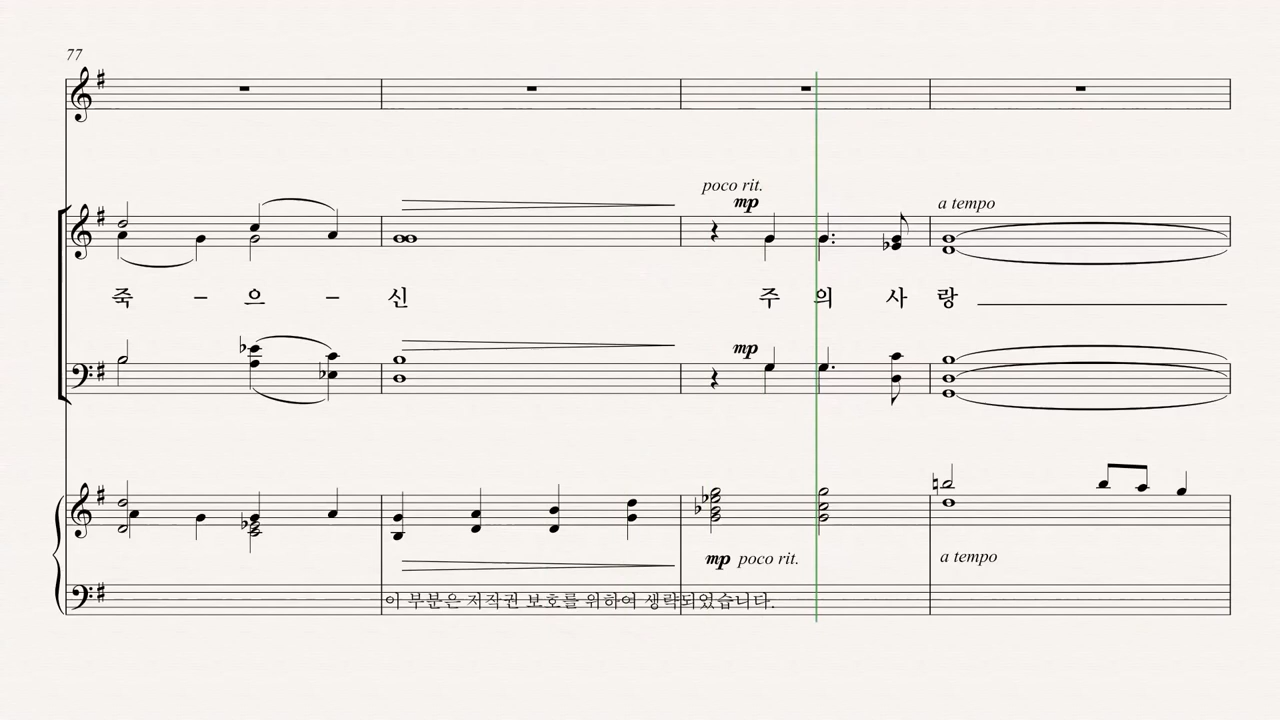 77
poco rit.
mp
a tempo
죽 – 으 – 신 주 의 사 랑
mp
mp poco rit.
a tempo
이 부분은 저작권 보호를 위하여 생략되었습니다.